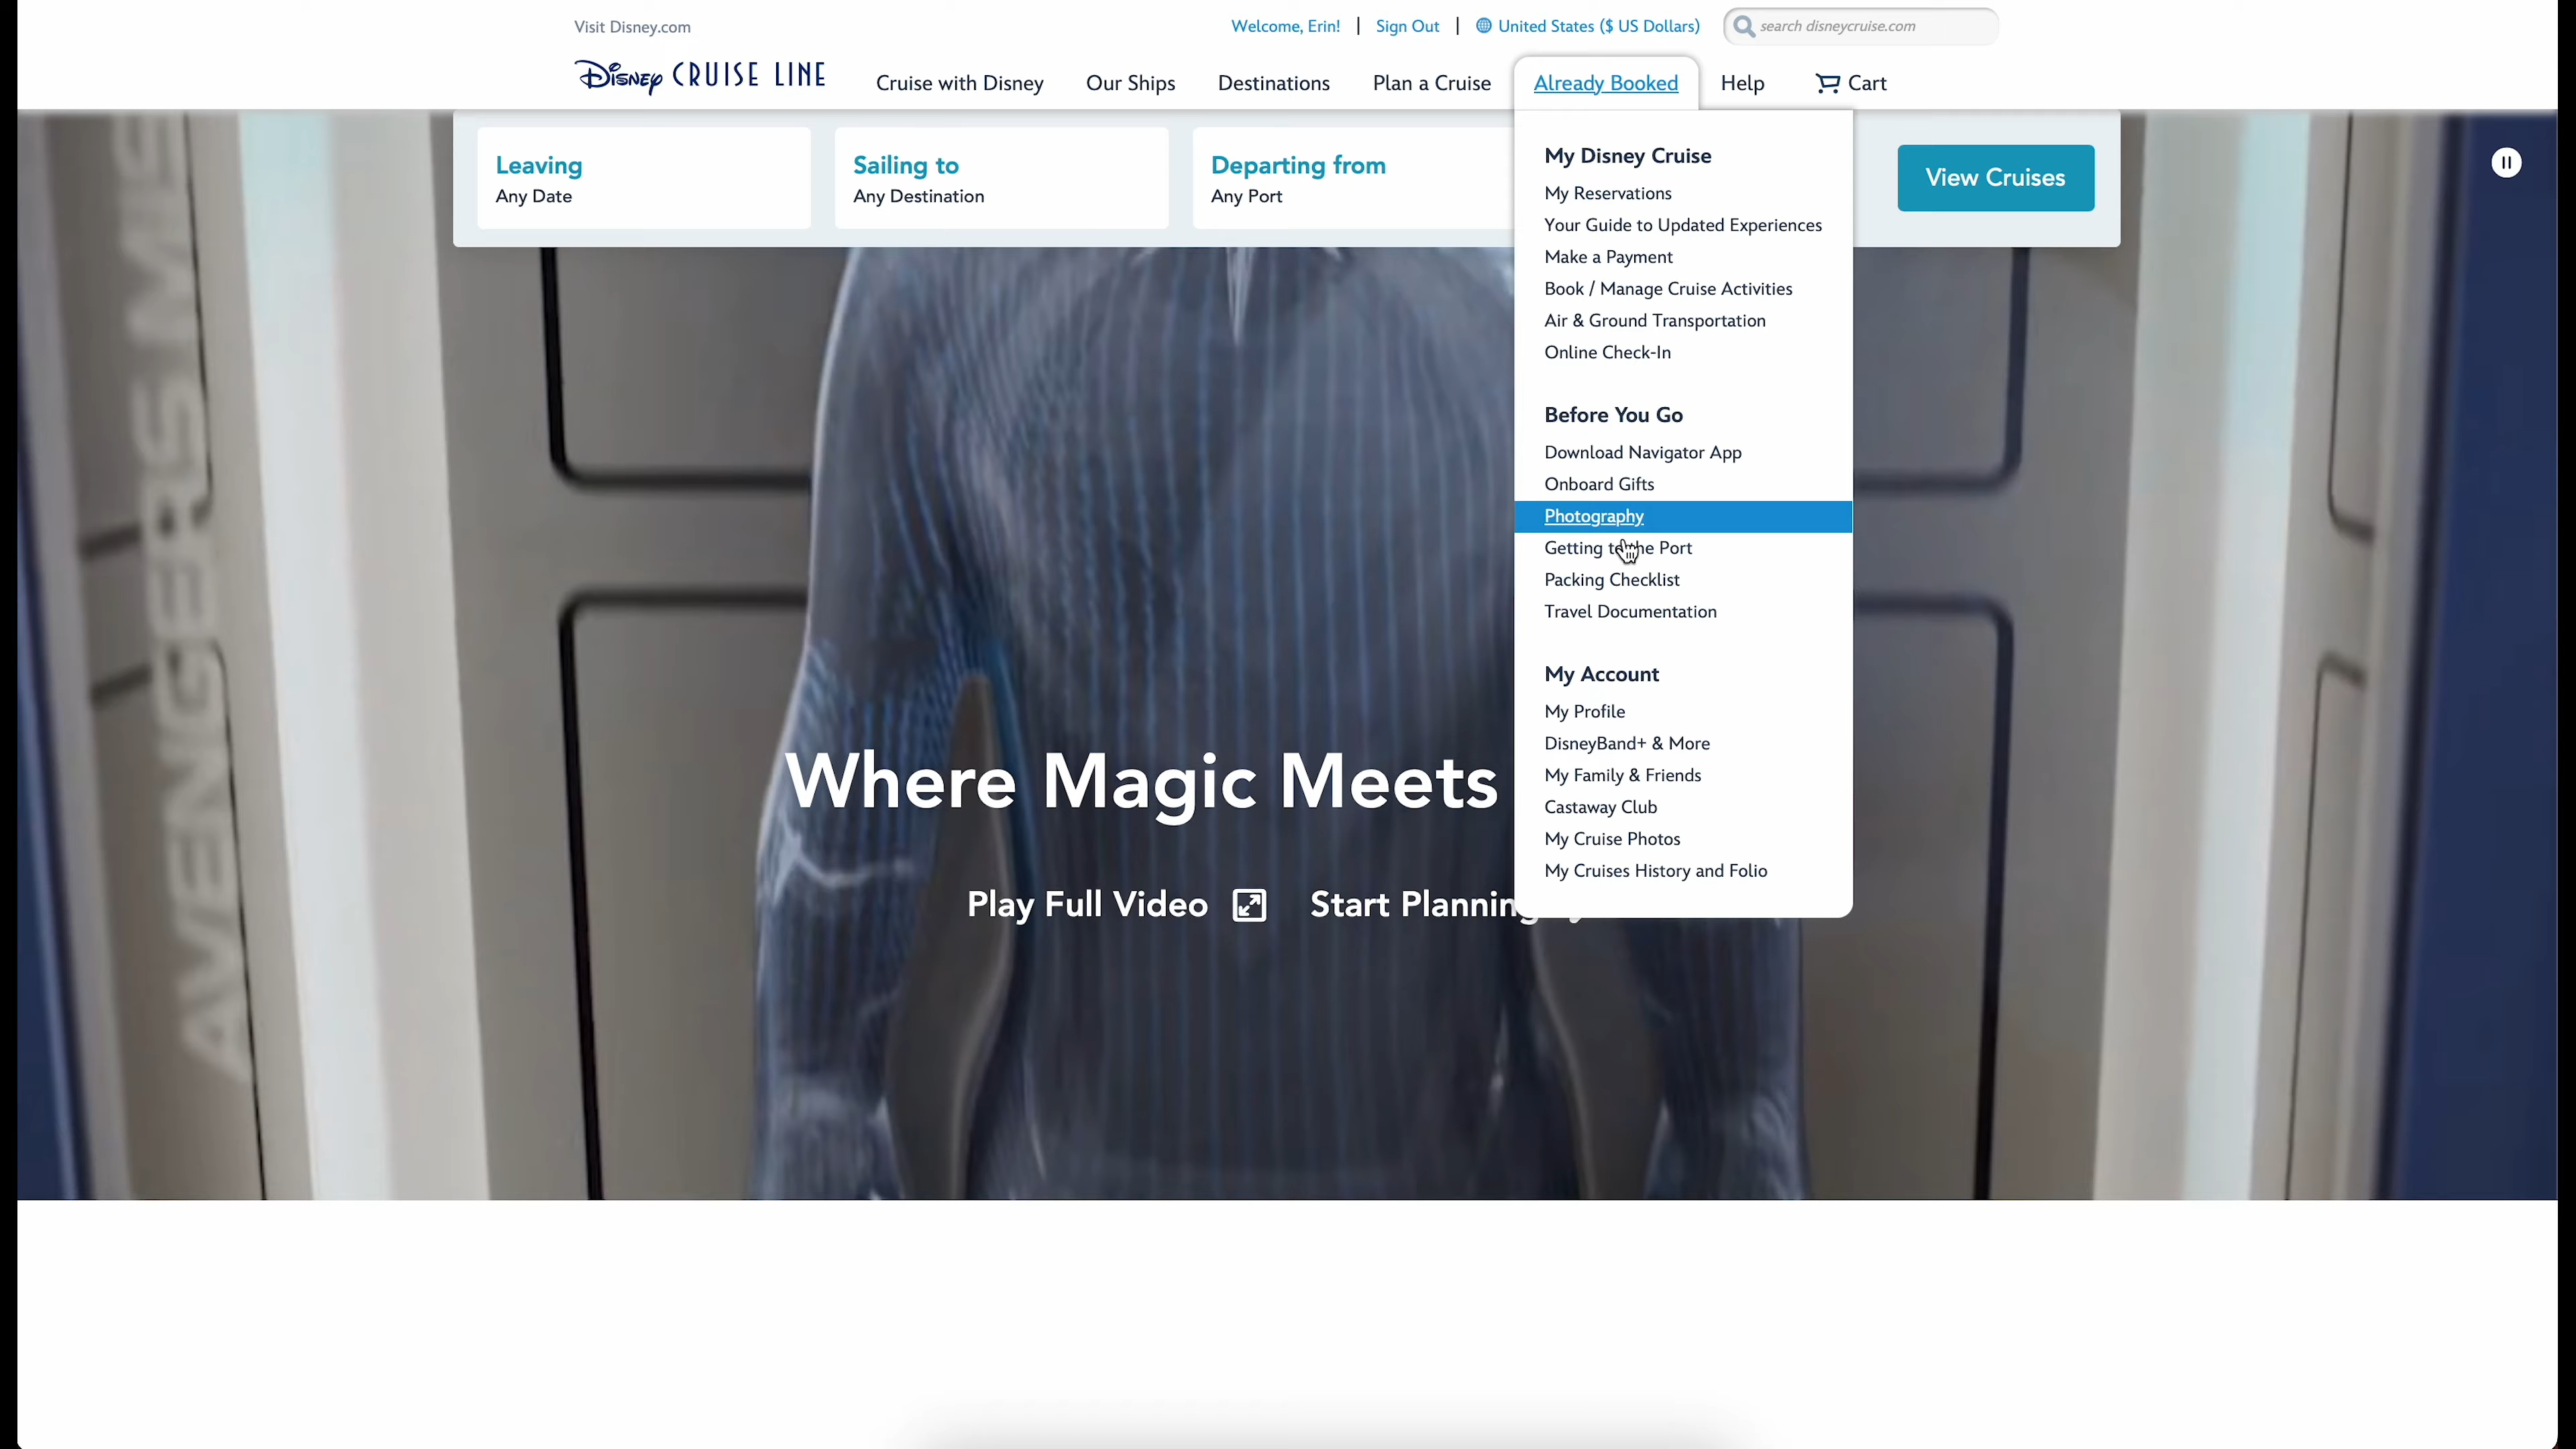 Visit Disney.com
Welcome, Erin! | Sign Out | United States ($ US Dollars)
search disneycruise.com
Disney CRUISE LINE
Cruise with Disney
Our Ships
Destinations
Plan a Cruise
Already Booked
Help
Cart
Leaving
Any Date
Sailing to
Any Destination
Departing from
Any Port
View Cruises
My Disney Cruise
My Reservations
Your Guide to Updated Experiences
Make a Payment
Book / Manage Cruise Activities
Air & Ground Transportation
Online Check-In
Before You Go
Download Navigator App
Onboard Gifts
Photography
Getting to the Port
Packing Checklist
Travel Documentation
My Account
My Profile
DisneyBand+ & More
My Family & Friends
Castaway Club
My Cruise Photos
My Cruises History and Folio
AVENGERS
Where Magic Meets
Play Full Video
Start Planning